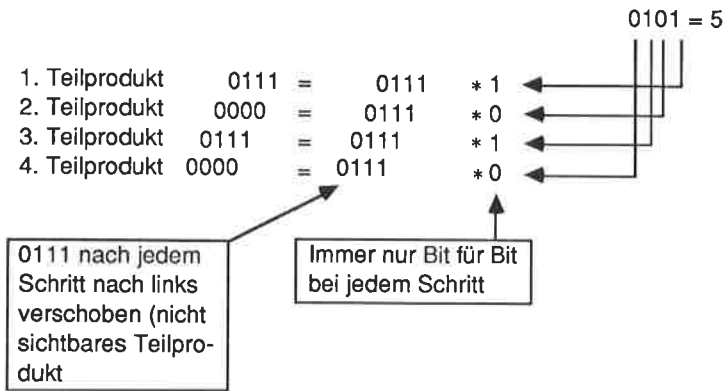 0101 = 5
1. Teilprodukt 0111 = 0111 * 1
2. Teilprodukt 0000 = 0111 * 0
3. Teilprodukt 0111 = 0111 * 1
4. Teilprodukt 0000 = 0111 * 0
0111 nach jedem
Schritt nach links
verschoben (nicht
sichtbares Teilpro-
dukt
Immer nur Bit für Bit
bei jedem Schritt